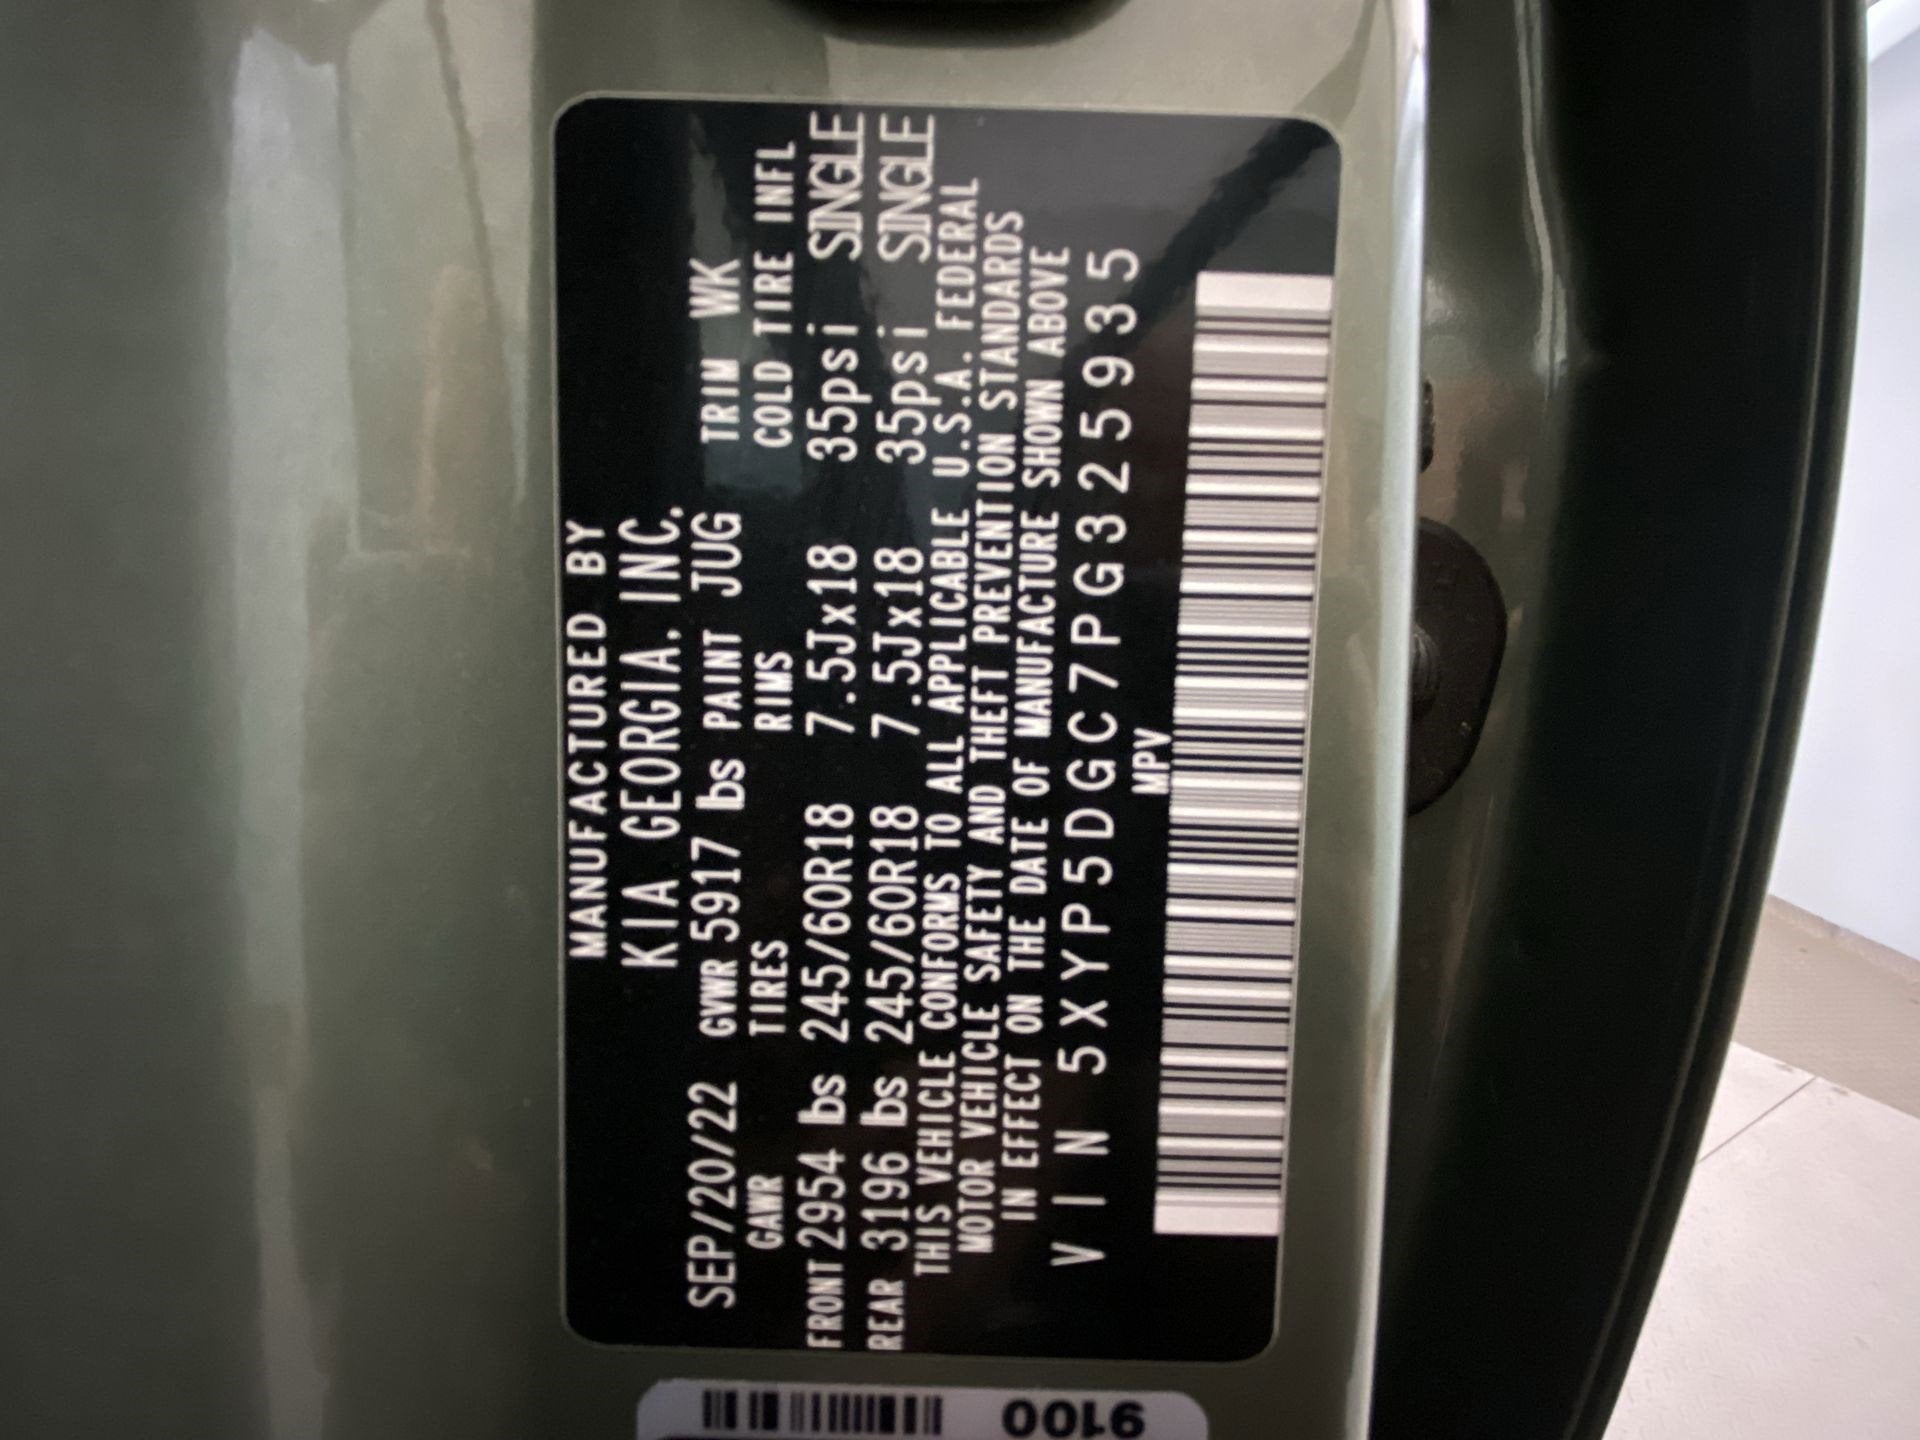 MANUFACTURED BY
KIA GEORGIA. INC.
SEP/20/22 GVWR 5917 lbs PAINT JUG TRIM WK
GAWR TIRES RIMS COLD TIRE INFL
FRONT 2954 lbs 245/60R18 7.5Jx18 35psi SINGLE
REAR 3196 lbs 245/60R18 7.5Jx18 35psi SINGLE
THIS VEHICLE CONFORMS TO ALL APPLICABLE U.S.A. FEDERAL
MOTOR VEHICLE SAFETY AND THEFT PREVENTION STANDARDS
IN EFFECT ON THE DATE OF MANUFACTURE SHOWN ABOVE
VIN 5XYP5DGC7PG325935
MPV
9100